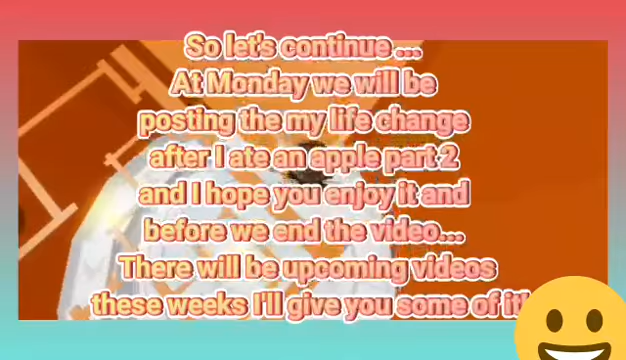 So let's continue ...
At Monday we will be
posting the my life change
after I ate an apple part 2
and I hope you enjoy it and
before we end the video...
There will be upcoming videos
these weeks I'll give you some of it!